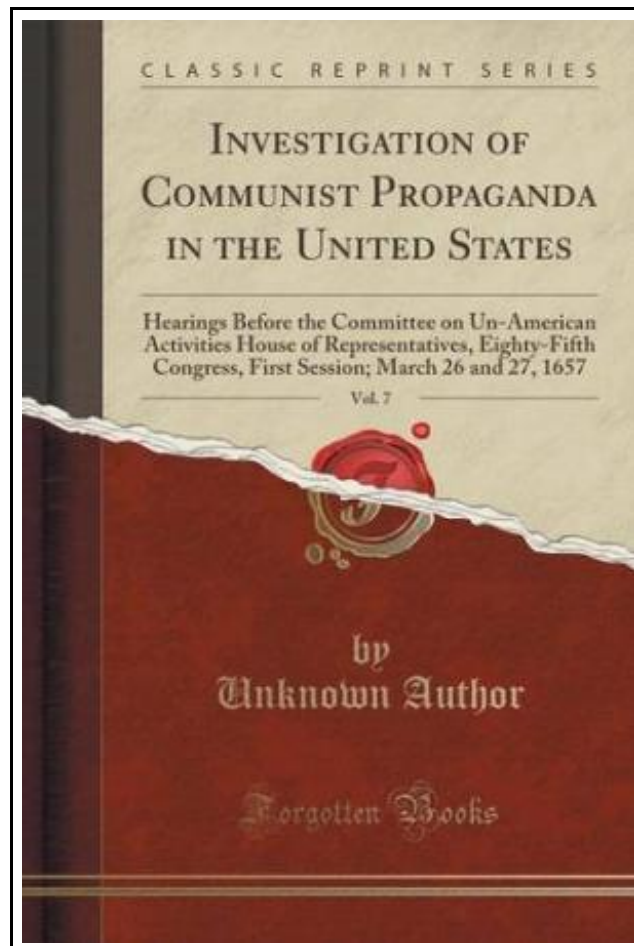 CLASSIC REPRINT SERIES
INVESTIGATION OF
COMMUNIST PROPAGANDA
IN THE UNITED STATES
Hearings Before the Committee on Un-American
Activities House of Representatives, Eighty-Fifth
Congress, First Session; March 26 and 27, 1657
Vol. 7
by
Unknown Author
Forgotten Books